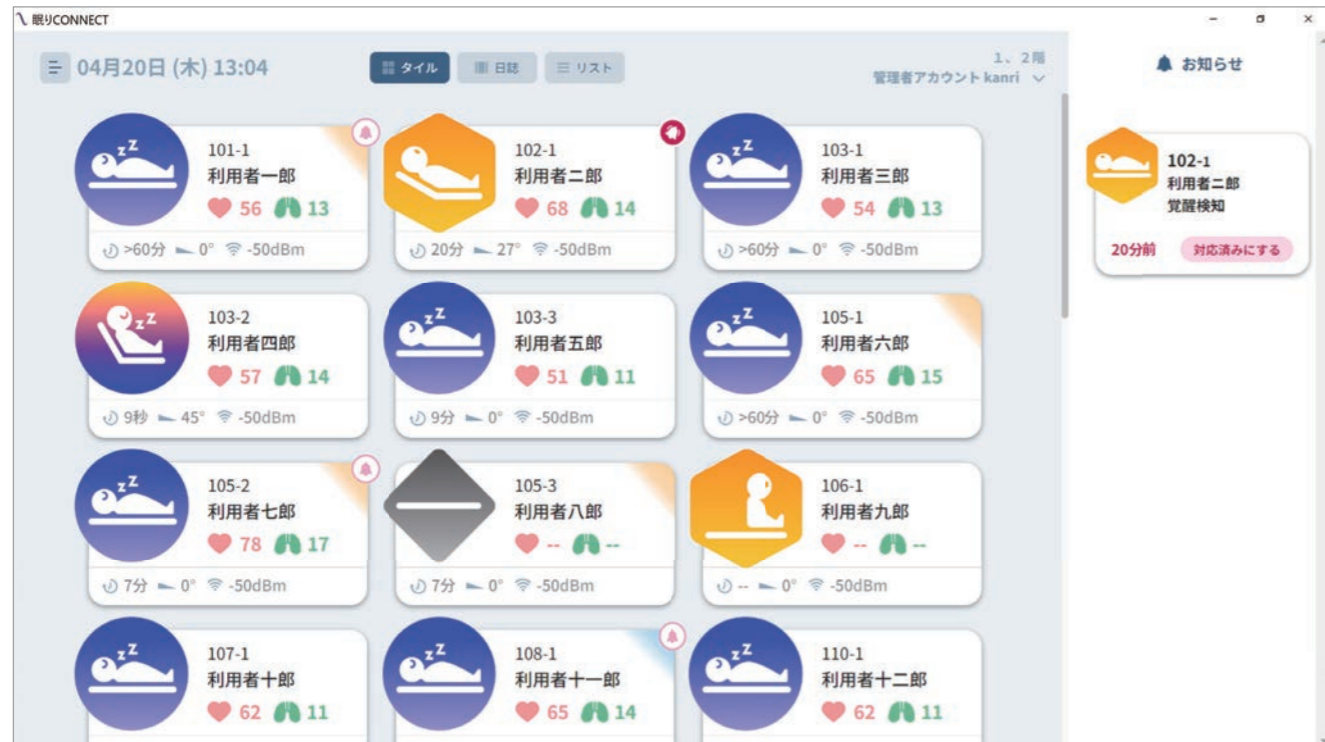 眠りCONNECT
04月20日 (木) 13:04
タイル
日誌
リスト
1、2階
管理者アカウント kanri
お知らせ
101-1
利用者一郎
56 13
>60分 0° -50dBm
102-1
利用者二郎
68 14
20分 27° -50dBm
103-1
利用者三郎
54 13
>60分 0° -50dBm
102-1
利用者二郎
覚醒検知
20分前 対応済みにする
103-2
利用者四郎
57 14
9秒 45° -50dBm
103-3
利用者五郎
51 11
9分 0° -50dBm
105-1
利用者六郎
65 15
>60分 0° -50dBm
105-2
利用者七郎
78 17
7分 0° -50dBm
105-3
利用者八郎
-- --
7分 0° -50dBm
106-1
利用者九郎
-- --
-- 0° -50dBm
107-1
利用者十郎
62 11
108-1
利用者十一郎
65 14
110-1
利用者十二郎
62 11